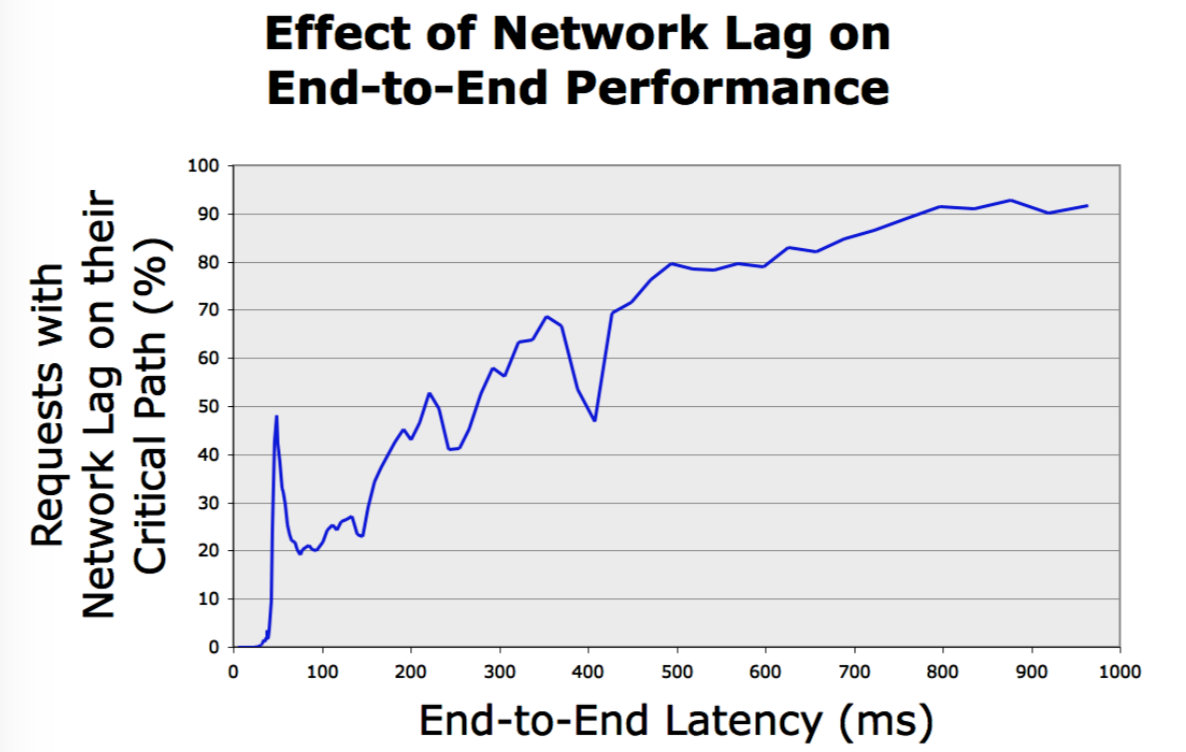 Effect of Network Lag on
End-to-End Performance
Requests with
Network Lag on their
Critical Path (%)
100
90
80
70
60
50
40
30
20
10
0
0 100 200 300 400 500 600 700 800 900 1000
End-to-End Latency (ms)